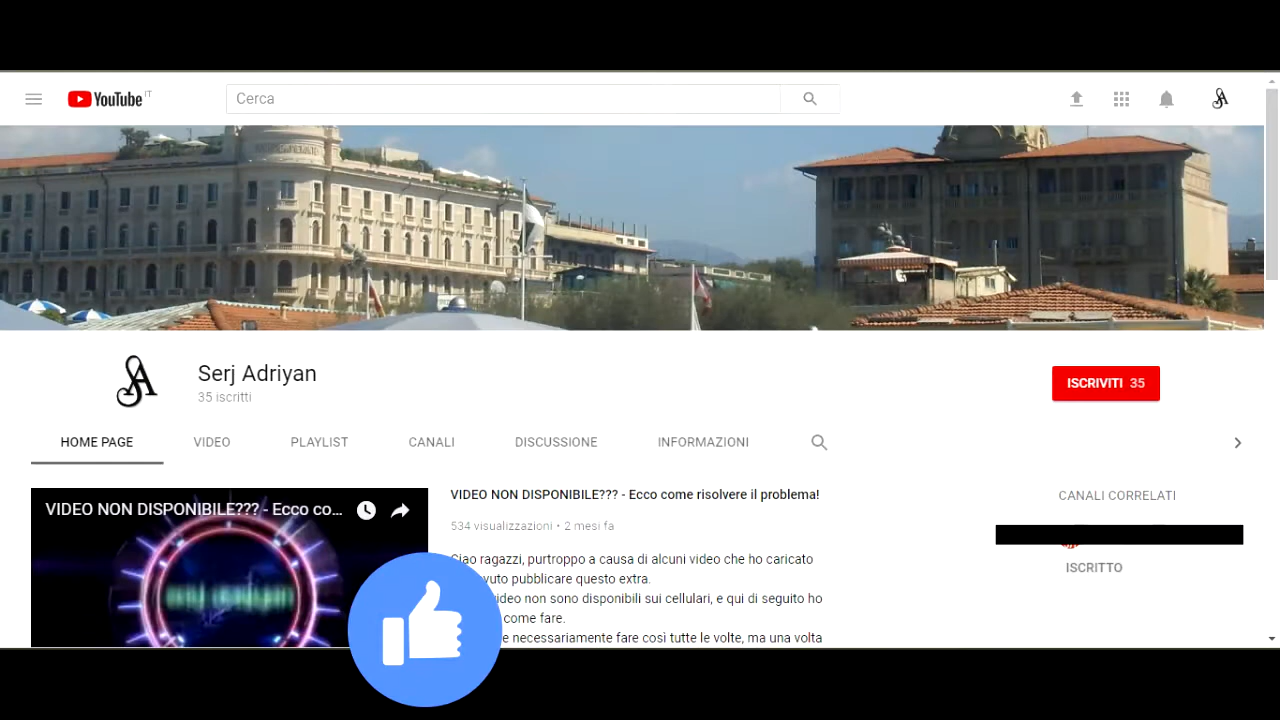 YouTube IT
Cerca
Serj Adriyan
35 iscritti
ISCRIVITI 35
HOME PAGE
VIDEO
PLAYLIST
CANALI
DISCUSSIONE
INFORMAZIONI
VIDEO NON DISPONIBILE??? - Ecco co...
VIDEO NON DISPONIBILE??? - Ecco come risolvere il problema!
534 visualizzazioni • 2 mesi fa
Ciao ragazzi, purtroppo a causa di alcuni video che ho caricato
vuto pubblicare questo extra.
ideo non sono disponibili sui cellulari, e qui di seguito ho
come fare.
e necessariamente fare così tutte le volte, ma una volta
CANALI CORRELATI
ISCRITTO